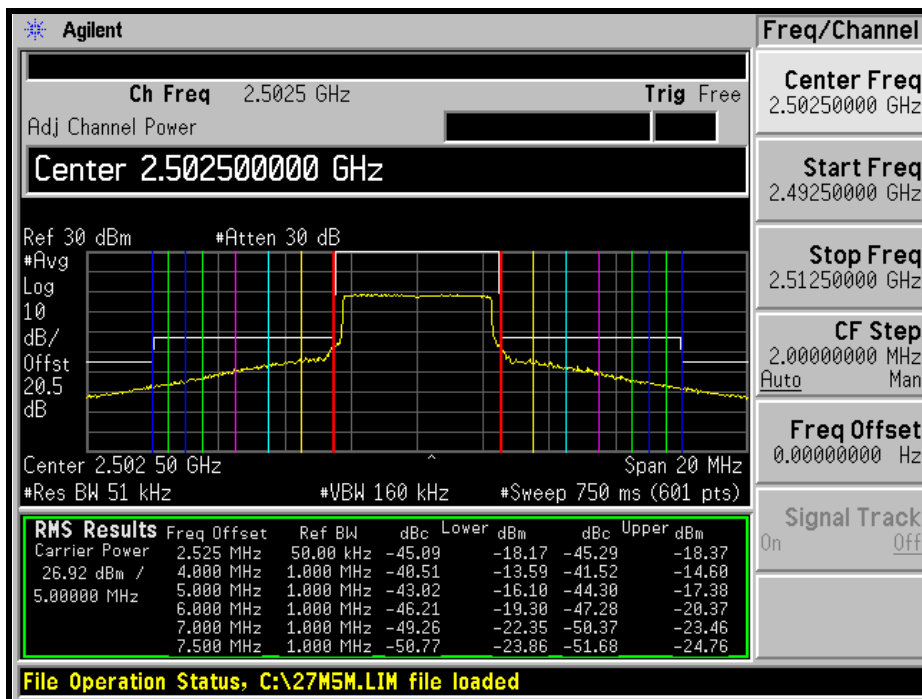 Agilent
Freq/Channel
Ch Freq 2.5025 GHz Trig Free
Adj Channel Power
Center 2.502500000 GHz
Center Freq
2.50250000 GHz
Start Freq
2.49250000 GHz
Stop Freq
2.51250000 GHz
CF Step
2.00000000 MHz
Auto Man
Freq Offset
0.00000000 Hz
Signal Track
On Off
Ref 30 dBm #Atten 30 dB
#Avg
Log
10
dB/
Offst
20.5
dB
Center 2.502 50 GHz ^ Span 20 MHz
#Res BW 51 kHz #VBW 160 kHz #Sweep 750 ms (601 pts)
RMS Results Freq Offset Ref BW dBc Lower dBm dBc Upper dBm
Carrier Power 2.525 MHz 50.00 kHz -45.09 -18.17 -45.29 -18.37
26.92 dBm / 4.000 MHz 1.000 MHz -40.51 -13.59 -41.52 -14.60
5.00000 MHz 5.000 MHz 1.000 MHz -43.02 -16.10 -44.30 -17.38
6.000 MHz 1.000 MHz -46.21 -19.30 -47.28 -20.37
7.000 MHz 1.000 MHz -49.26 -22.35 -50.37 -23.46
7.500 MHz 1.000 MHz -50.77 -23.86 -51.68 -24.76
File Operation Status, C:\27M5M.LIM file loaded